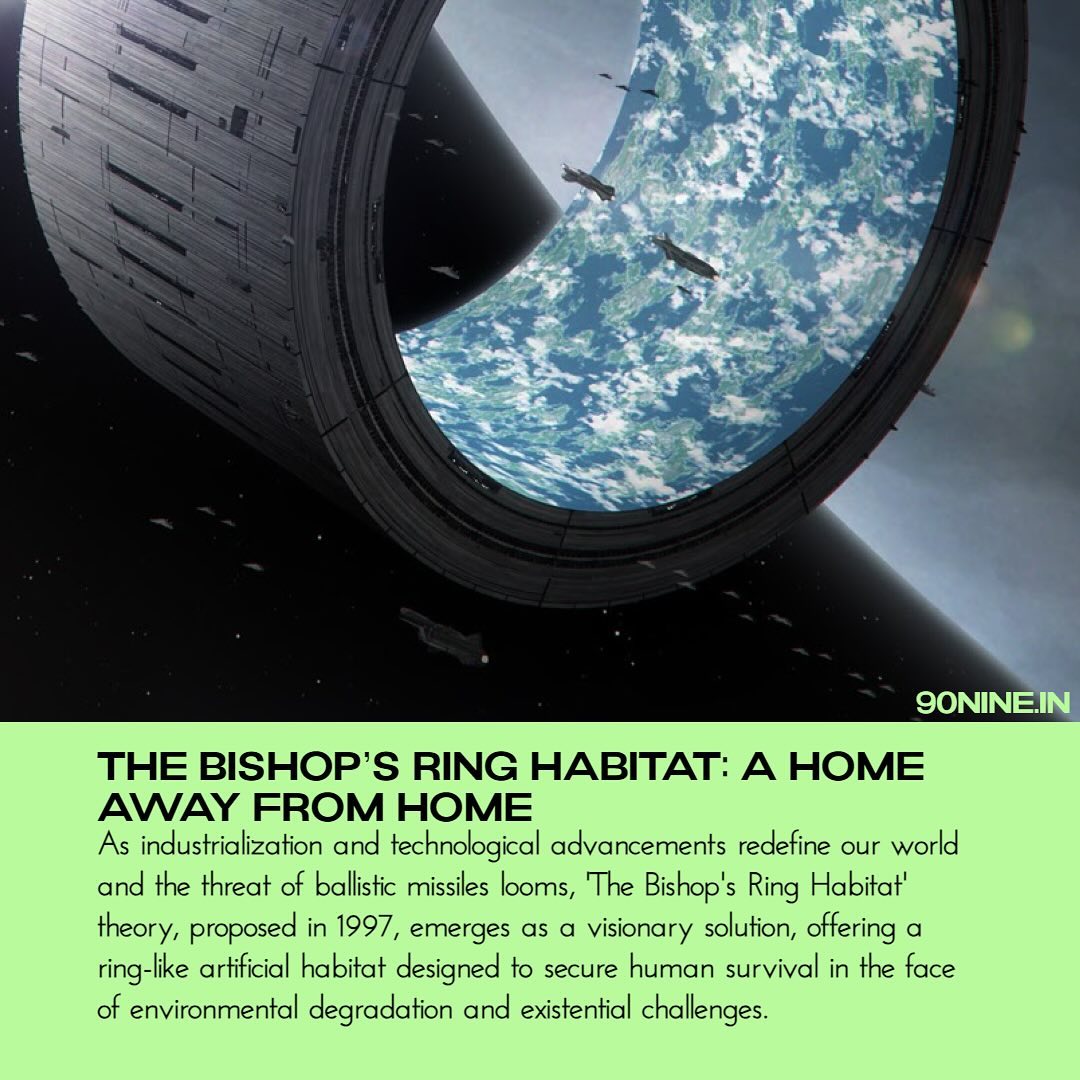 90NINE.IN
THE BISHOP'S RING HABITAT: A HOME
AWAY FROM HOME
As industrialization and technological advancements redefine our world
and the threat of ballistic missiles looms, 'The Bishop's Ring Habitat'
theory, proposed in 1997, emerges as a visionary solution, offering a
ring-like artificial habitat designed to secure human survival in the face
of environmental degradation and existential challenges.